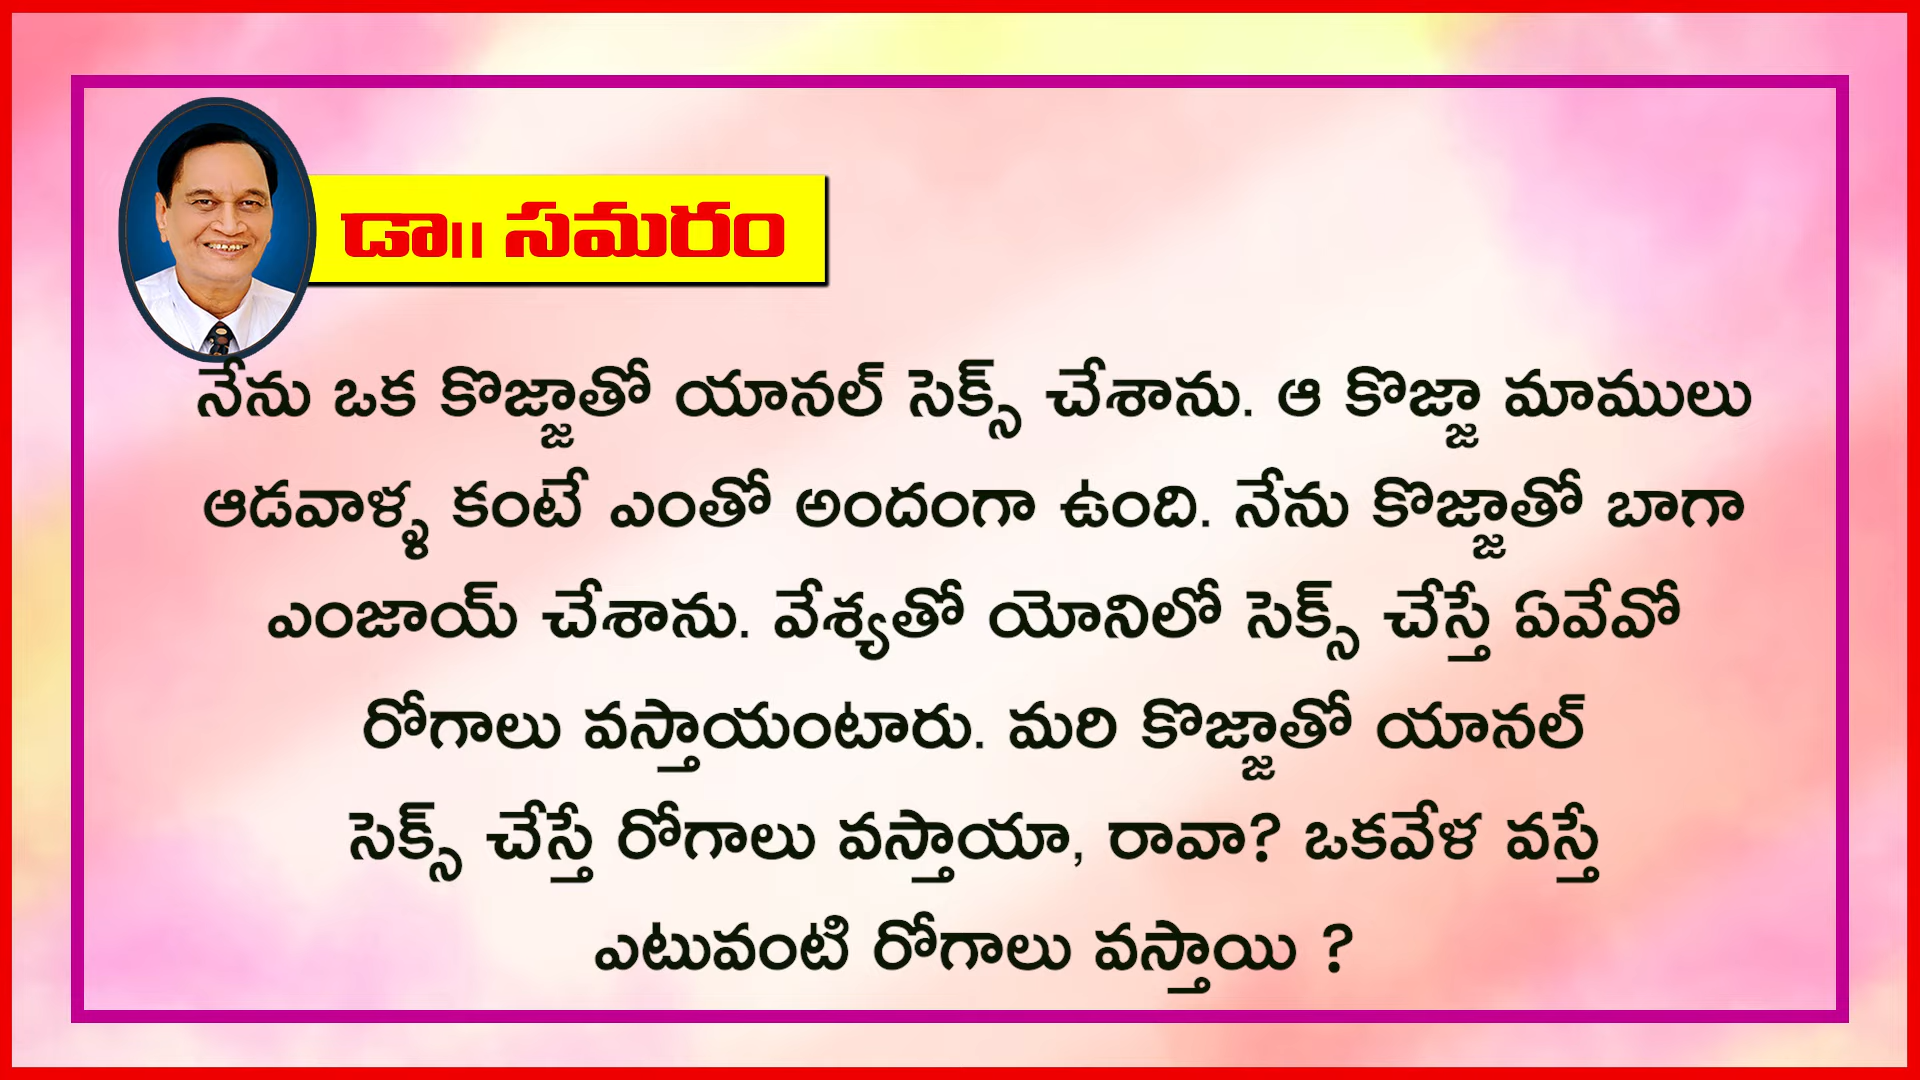 డా॥ సమరం
నేను ఒక కొజ్జాతో యానల్ సెక్స్ చేశాను. ఆ కొజ్జా మాములు
ఆడవాళ్ళ కంటే ఎంతో అందంగా ఉంది. నేను కొజ్జాతో బాగా
ఎంజాయ్ చేశాను. వేశ్యతో యోనిలో సెక్స్ చేస్తే ఏవేవో
రోగాలు వస్తాయంటారు. మరి కొజ్జాతో యానల్
సెక్స్ చేస్తే రోగాలు వస్తాయా, రావా? ఒకవేళ వస్తే
ఎటువంటి రోగాలు వస్తాయి ?